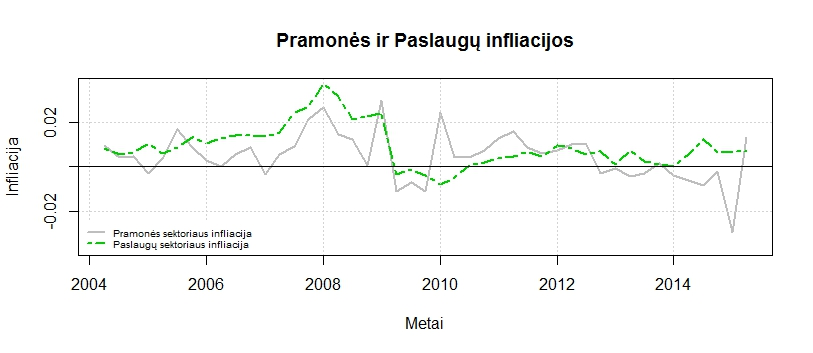 Pramonės ir Paslaugų infliacijos
Infliacija
0.02
-0.02
Pramonės sektoriaus infliacija
Paslaugų sektoriaus infliacija
2004 2006 2008 2010 2012 2014
Metai